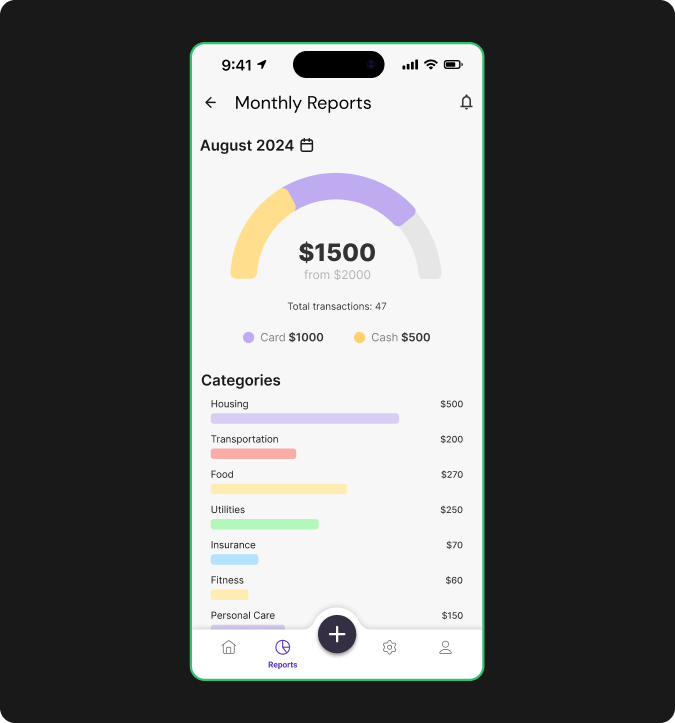 9:41
Monthly Reports
August 2024
$1500
from $2000
Total transactions: 47
Card $1000 Cash $500
Categories
Housing $500
Transportation $200
Food $270
Utilities $250
Insurance $70
Fitness $60
Personal Care $150
Reports